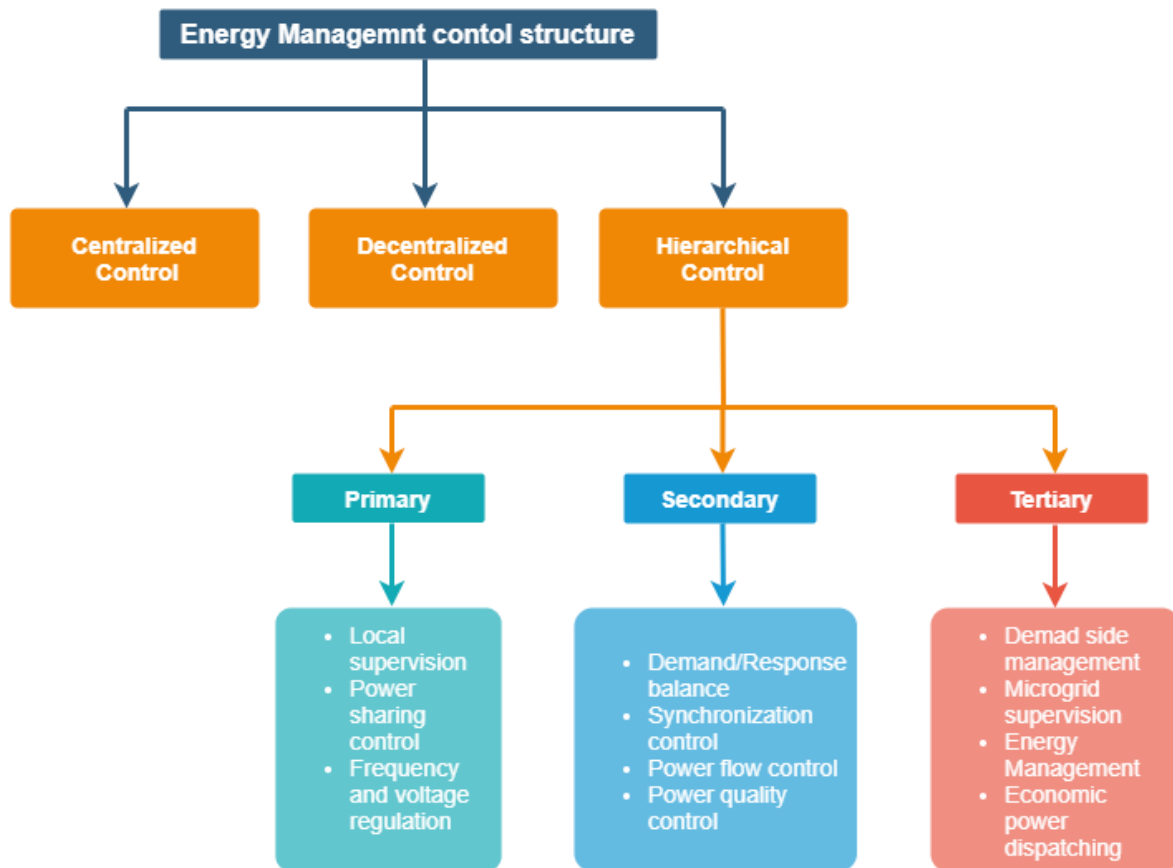 Energy Managemnt contol structure
Centralized
Control
Decentralized
Control
Hierarchical
Control
Primary
Secondary
Tertiary
• Local
supervision
• Power
sharing
control
• Frequency
and voltage
regulation
• Demand/Response
balance
• Synchronization
control
• Power flow control
• Power quality
control
• Demad side
management
• Microgrid
supervision
• Energy
Management
• Economic
power
dispatching